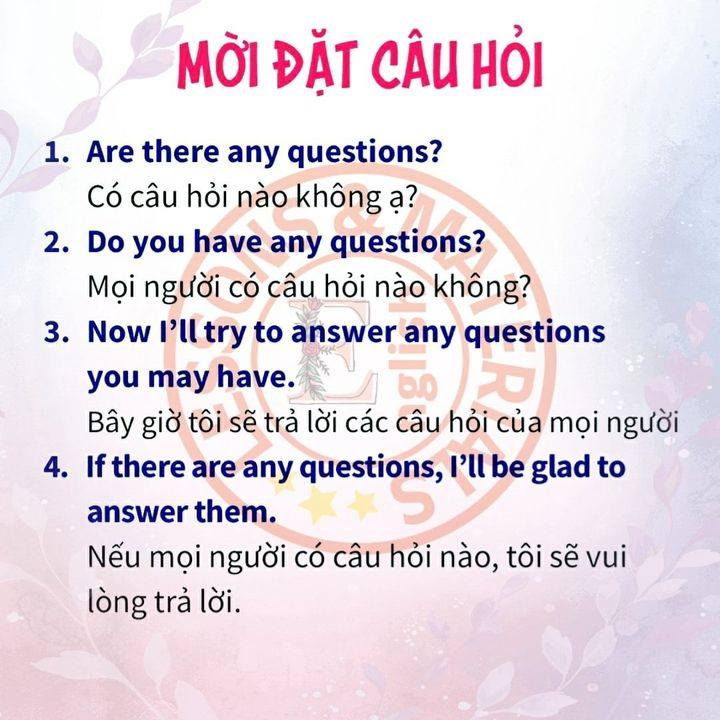 MỜI ĐẶT CÂU HỎI
1. Are there any questions?
Có câu hỏi nào không ạ?
2. Do you have any questions?
Mọi người có câu hỏi nào không?
3. Now I'll try to answer any questions
you may have.
Bây giờ tôi sẽ trả lời các câu hỏi của mọi người
4. If there are any questions, I'll be glad to
answer them.
Nếu mọi người có câu hỏi nào, tôi sẽ vui
lòng trả lời.
LESSONS & MATERIALS
English